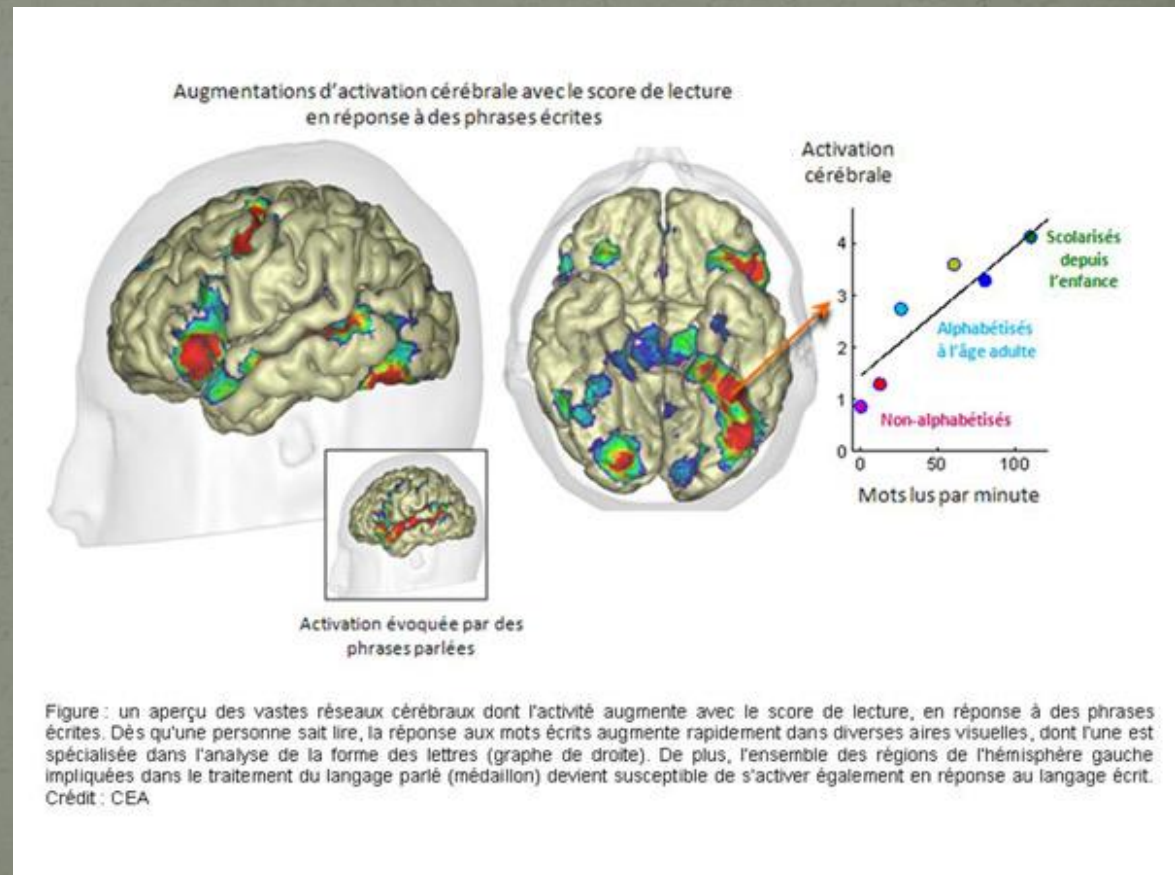 Augmentations d'activation cérébrale avec le score de lecture
en réponse à des phrases écrites
Activation
cérébrale
4
3
2
1
0
0
50
100
Mots lus par minute
Scolarisés
depuis
l'enfance
Alphabétisés
à l'âge adulte
Non-alphabétisés
Activation évoquée par des
phrases parlées
Figure : un aperçu des vastes réseaux cérébraux dont l'activité augmente avec le score de lecture, en réponse à des phrases
écrites. Dès qu'une personne sait lire, la réponse aux mots écrits augmente rapidement dans diverses aires visuelles, dont l'une est
spécialisée dans l'analyse de la forme des lettres (graphe de droite). De plus, l'ensemble des régions de l'hémisphère gauche
impliquées dans le traitement du langage parlé (médaillon) devient susceptible de s'activer également en réponse au langage écrit.
Crédit : CEA